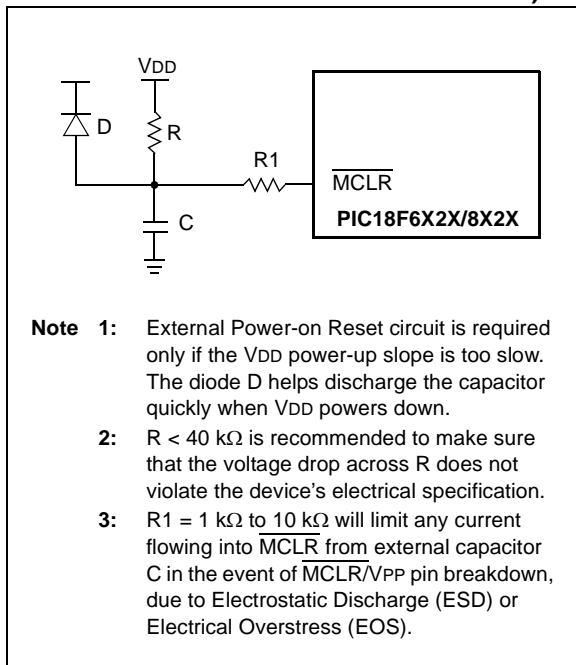 VDD
D
R
R1
MCLR
C
PIC18F6X2X/8X2X
Note 1: External Power-on Reset circuit is required
only if the VDD power-up slope is too slow.
The diode D helps discharge the capacitor
quickly when VDD powers down.
2: R < 40 kΩ is recommended to make sure
that the voltage drop across R does not
violate the device's electrical specification.
3: R1 = 1 kΩ to 10 kΩ will limit any current
flowing into MCLR from external capacitor
C in the event of MCLR/VPP pin breakdown,
due to Electrostatic Discharge (ESD) or
Electrical Overstress (EOS).